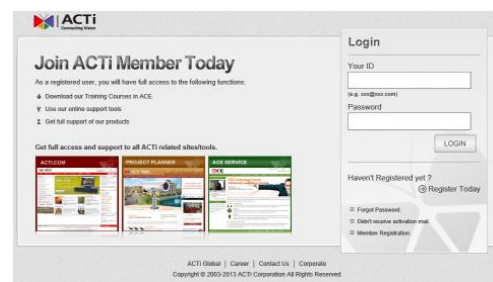 ACTi
Connecting Vision
Join ACTi Member Today
As a registered user, you will have full access to the following functions.
Download our Training Courses in ACE
Use our online support tools
Get full support of our products
Get full access and support to all ACTi related sites/tools.
ACTI.COM
PROJECT PLANNER
ACE SERVICE
Login
Your ID
(e.g. xxx@xxx.com)
Password
LOGIN
Haven't Registered yet ?
Register Today
Forgot Password.
Didn't receive activation mail.
Member Registration.
ACTi Global | Career | Contact Us | Corporate
Copyright © 2003-2013 ACTi Corporation All Rights Reserved